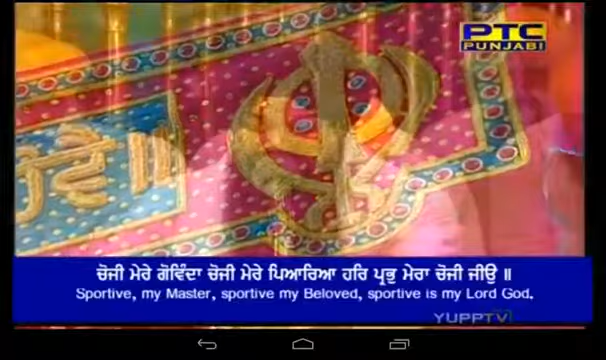 PTC
PUNJABI
ਚੋਜੀ ਮੇਰੇ ਗੋਵਿੰਦਾ ਚੋਜੀ ਮੇਰੇ ਪਿਆਰਿਆ ਹਰਿ ਪ੍ਰਭੁ ਮੇਰਾ ਚੋਜੀ ਜੀਉ ॥
Sportive, my Master, sportive my Beloved, sportive is my Lord God.
YUPPTV